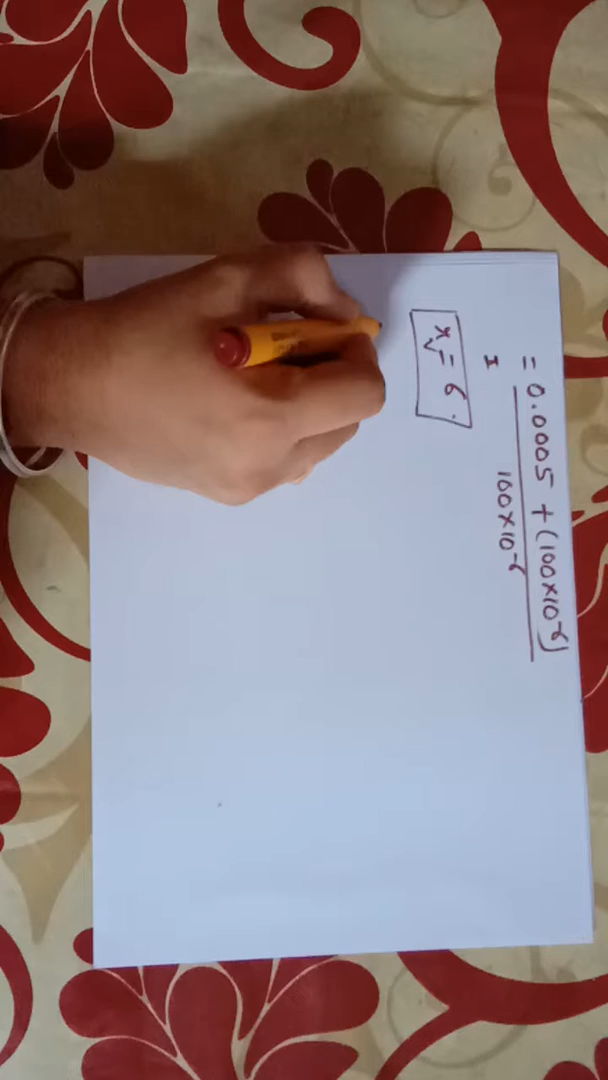 = 0.0005 + (100×10-6)
100×10-6
I
x = 6.